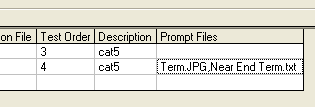 on File Test Order Description Prompt Files
3 cat5
4 cat5 Term.JPG,Near End Term.txt